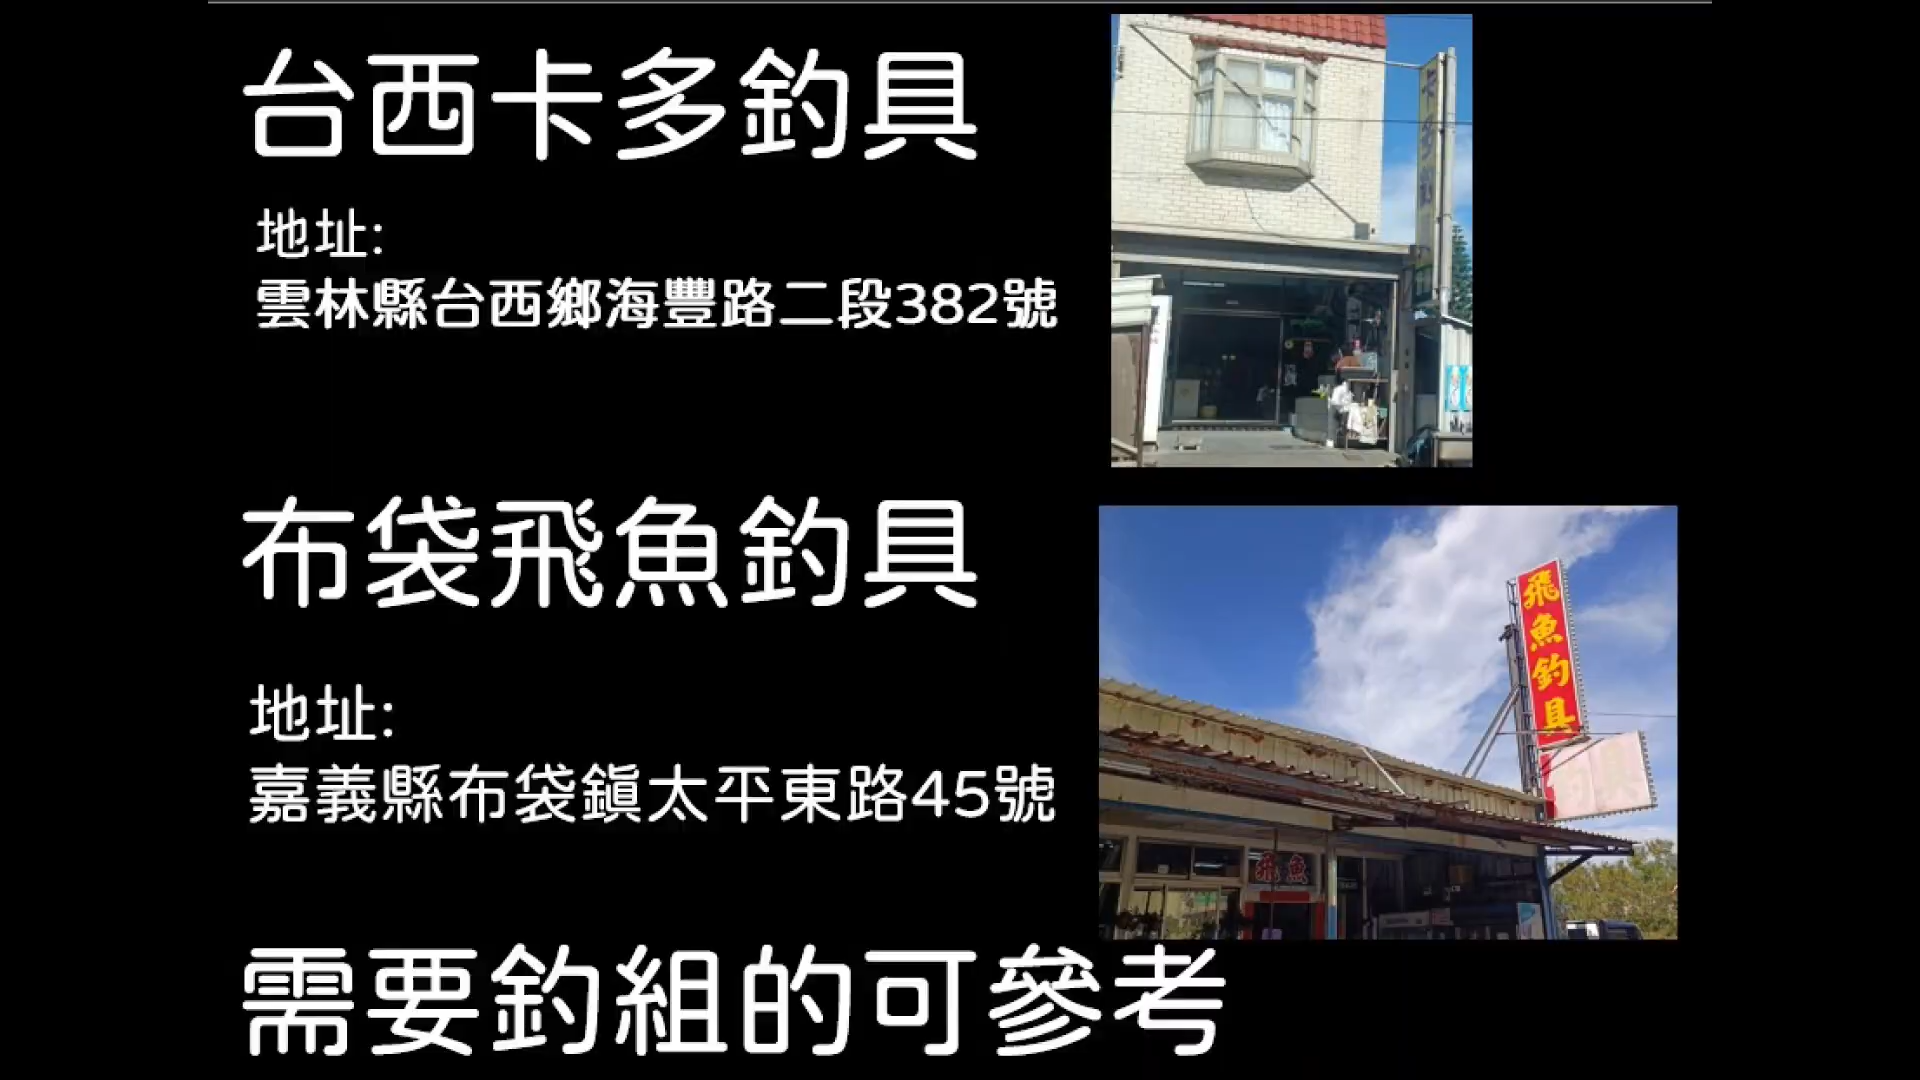 台西卡多釣具
地址:
雲林縣台西鄉海豐路二段382號
布袋飛魚釣具
地址:
嘉義縣布袋鎮太平東路45號
需要釣組的可參考
卡多釣
飛魚釣具
飛魚